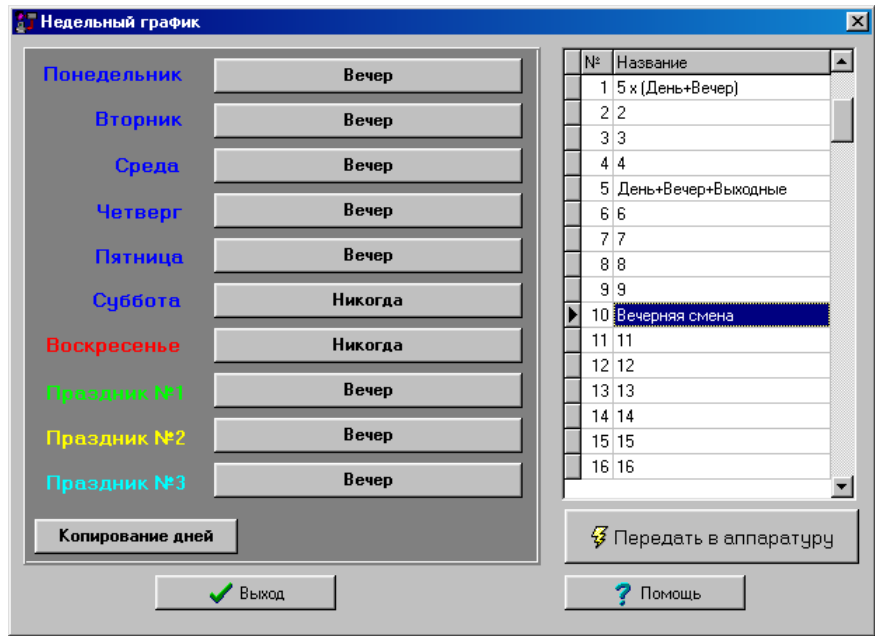 Недельный график
Понедельник Вечер
Вторник Вечер
Среда Вечер
Четверг Вечер
Пятница Вечер
Суббота Никогда
Воскресенье Никогда
Праздник №1 Вечер
Праздник №2 Вечер
Праздник №3 Вечер
Копирование дней
Выход
№ Название
1 5 x (День+Вечер)
2 2
3 3
4 4
5 День+Вечер+Выходные
6 6
7 7
8 8
9 9
10 Вечерняя смена
11 11
12 12
13 13
14 14
15 15
16 16
Передать в аппаратуру
Помощь